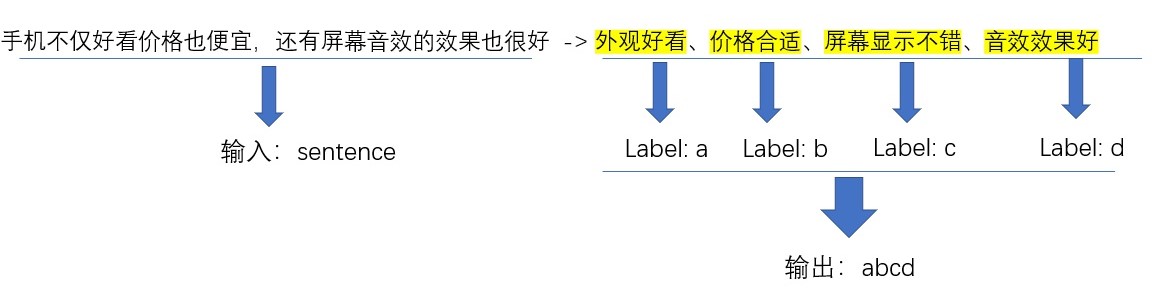 手机不仅好看价格也便宜，还有屏幕音效的效果也很好 -> 外观好看、价格合适、屏幕显示不错、音效效果好
输入：sentence
Label: a Label: b Label: c Label: d
输出：abcd